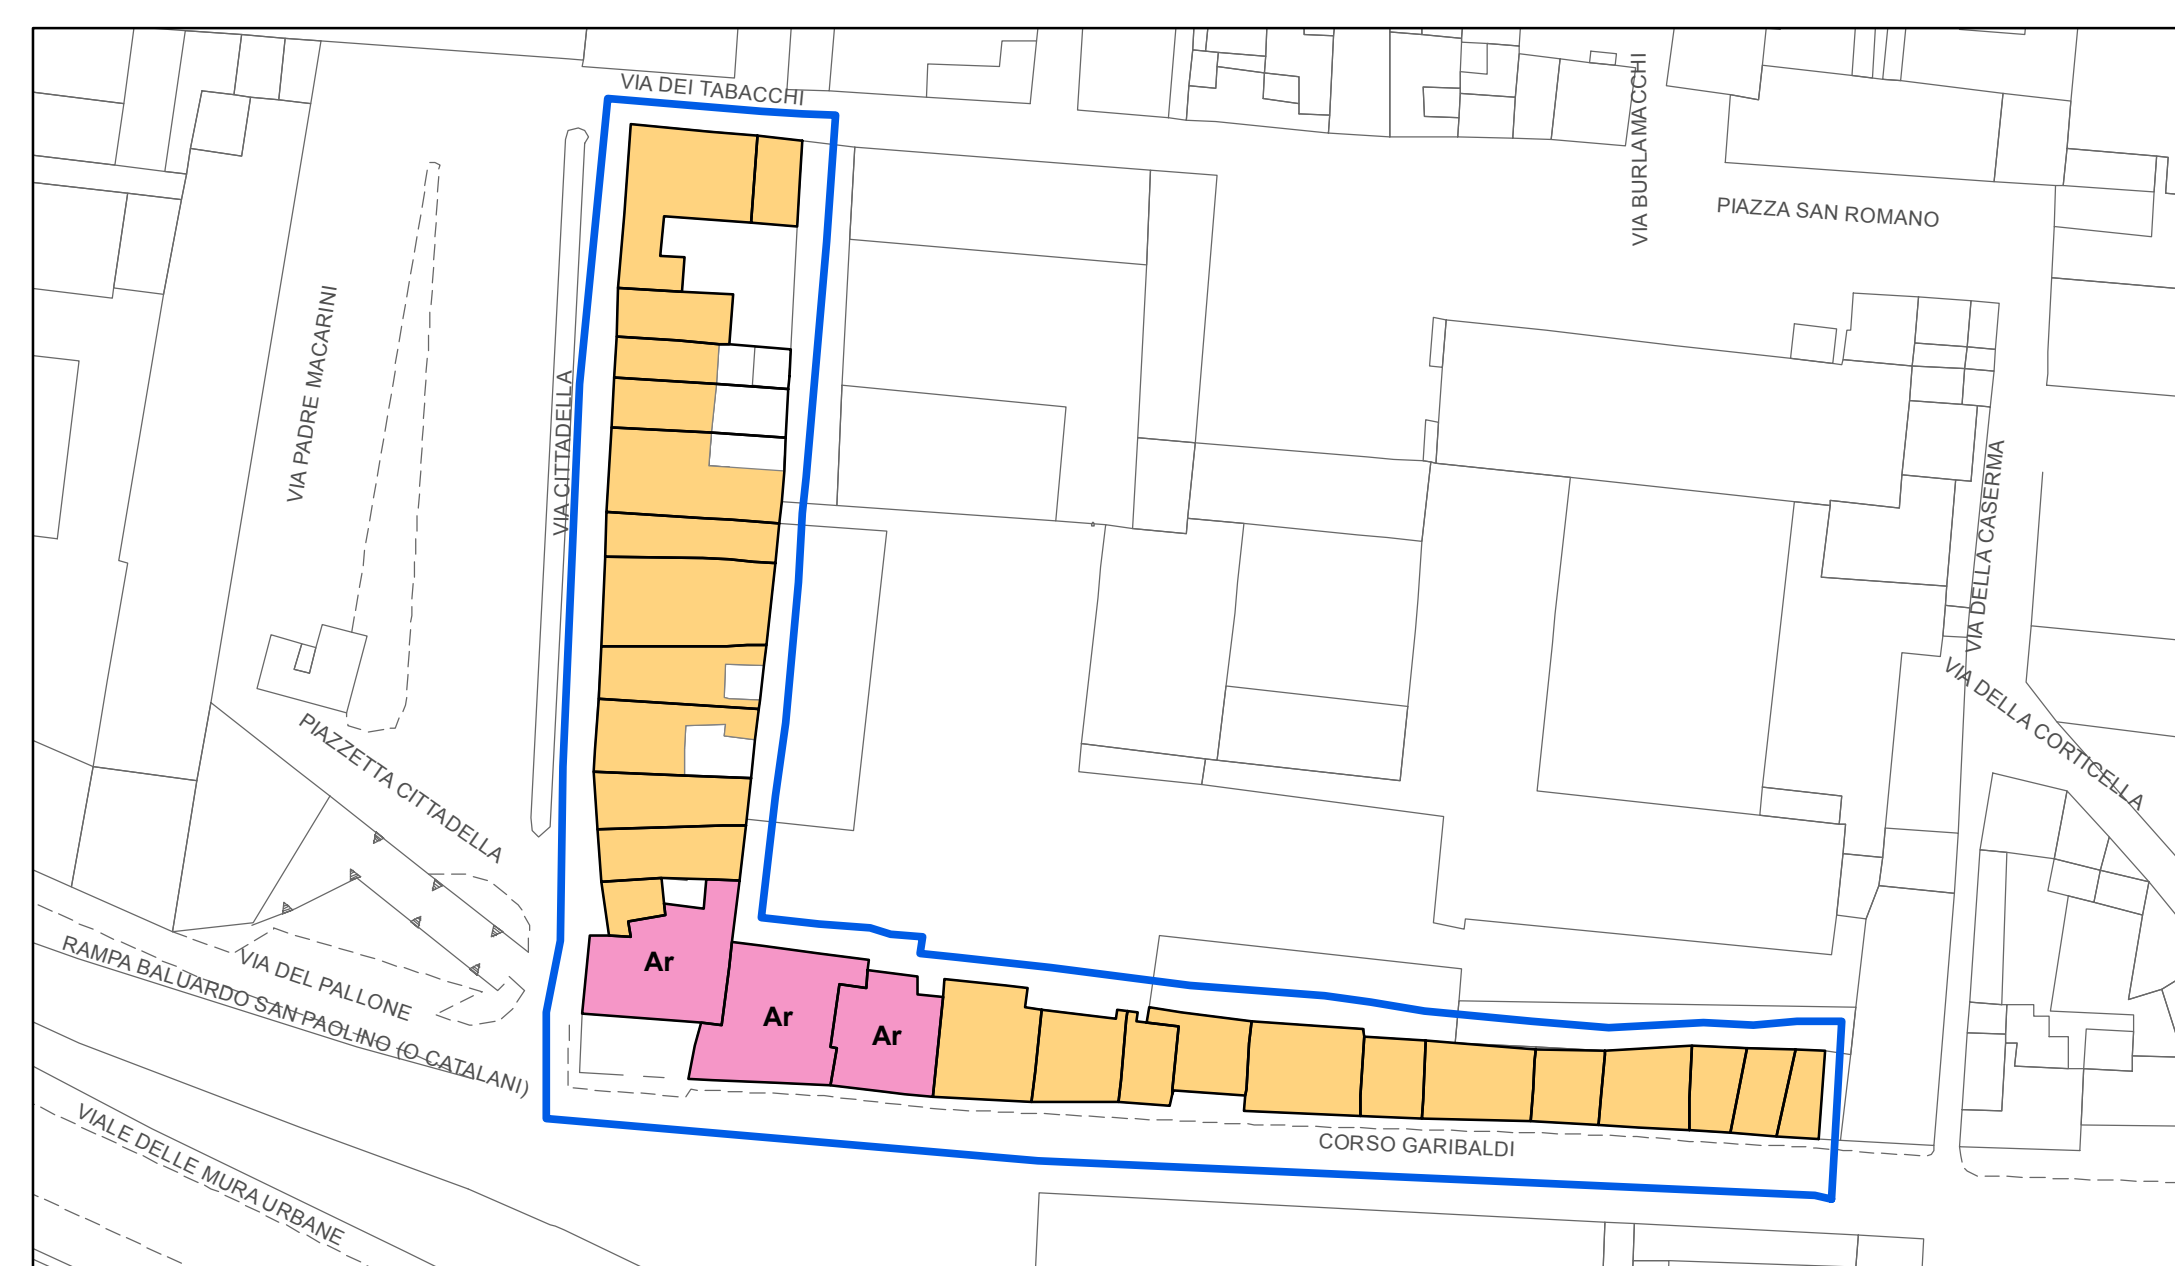 VIA DEI TABACCHI
VIA BURLAMACCHI
PIAZZA SAN ROMANO
VIA PADRE MACARINI
VIA CITTADELLA
VIA DELLA CASERMA
VIA DELLA CORTICELLA
PIAZZETTA CITTADELLA
Ar
Ar
Ar
VIA DEL PALLONE
RAMPA BALUARDO SAN PAOLINO (O CATALANI)
VIALE DELLE MURA URBANE
CORSO GARIBALDI